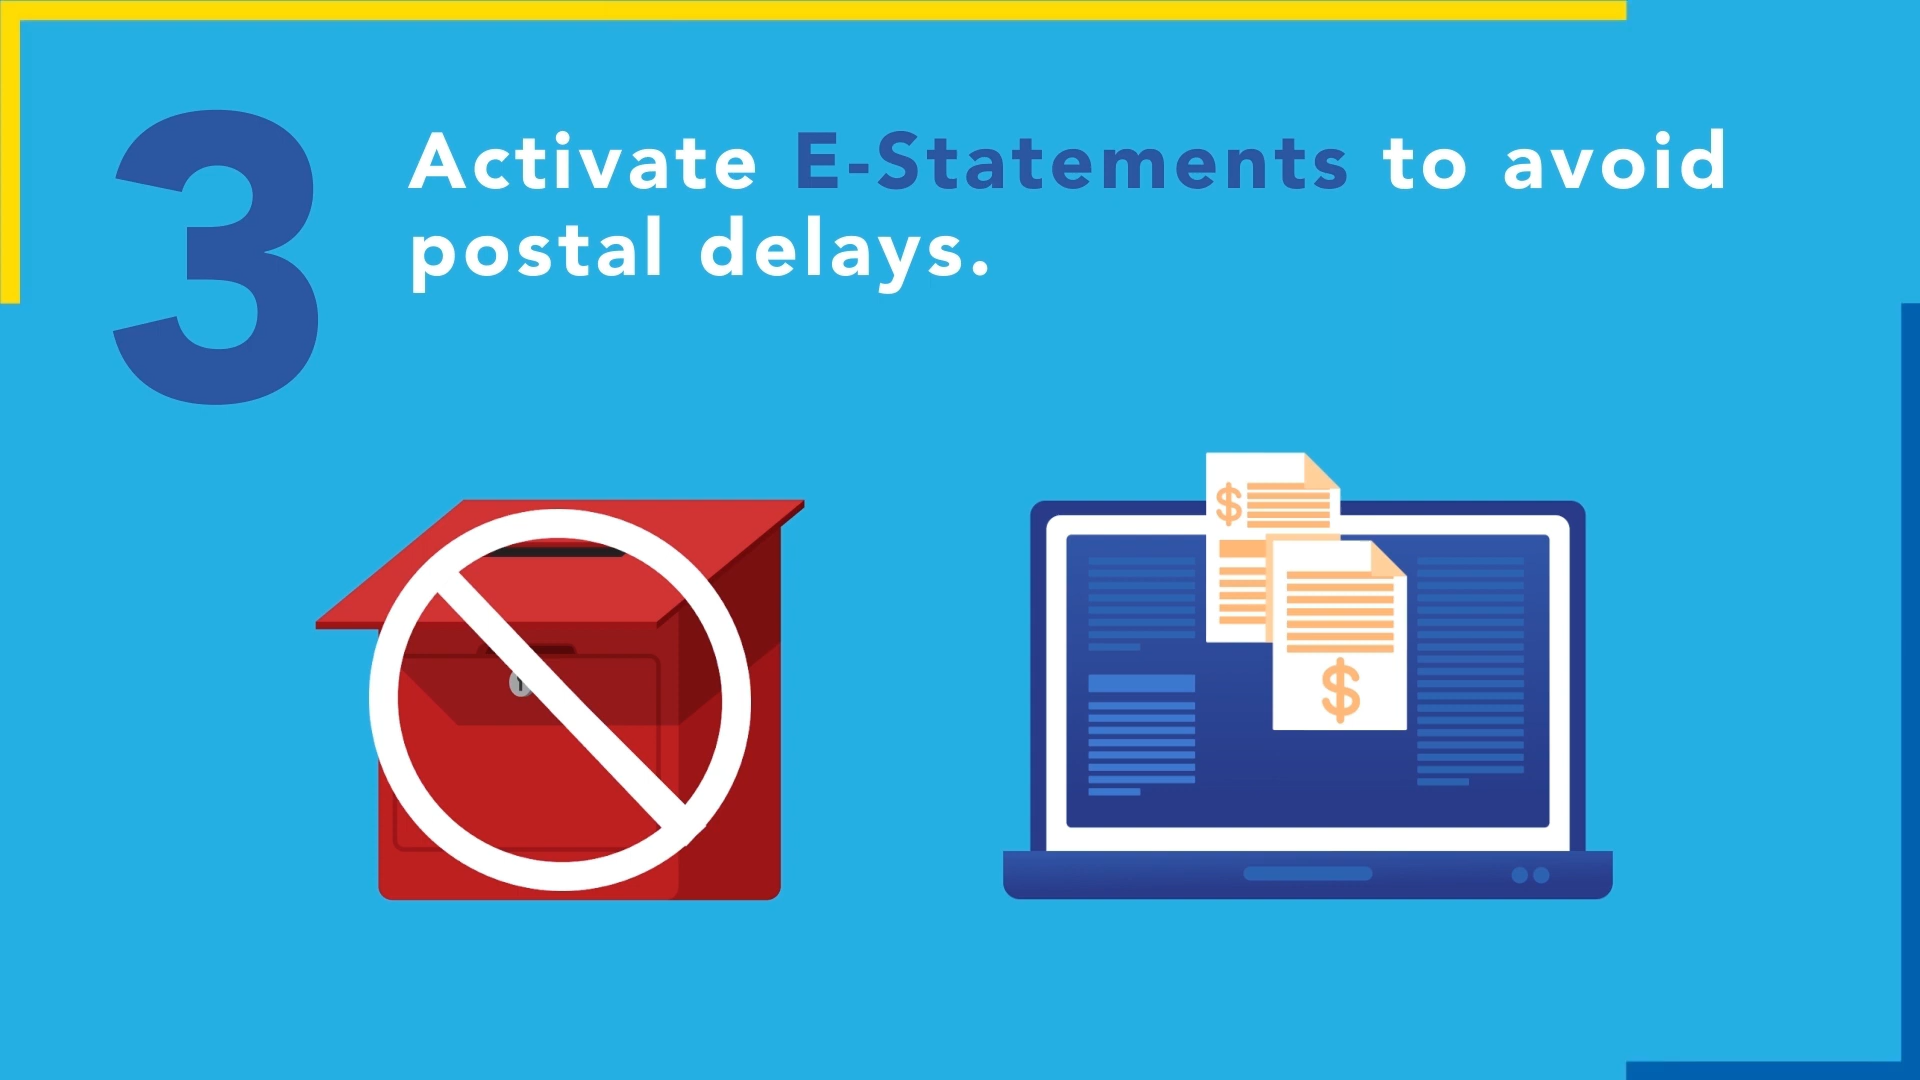 3
Activate E-Statements to avoid
postal delays.
$
$